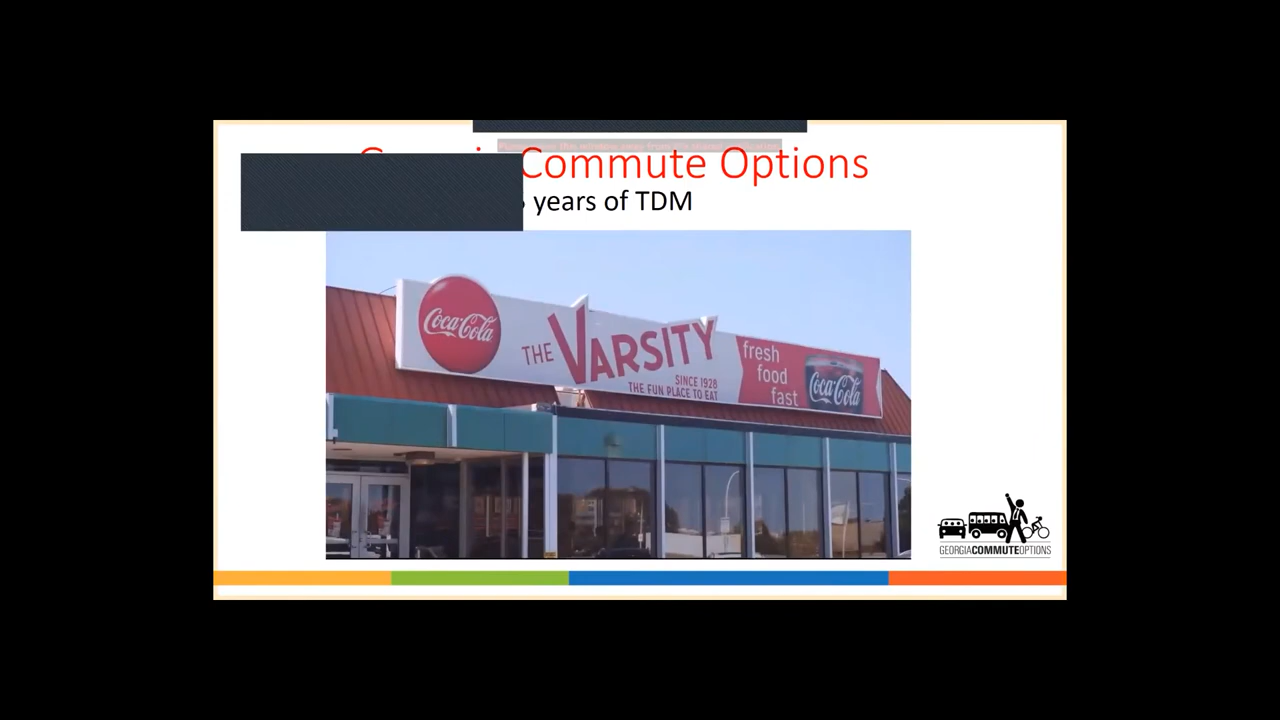 Commute Options
years of TDM
Coca-Cola
THE VARSITY
SINCE 1928
THE FUN PLACE TO EAT
fresh
food
fast
Coca-Cola
GEORGIACOMMUTEOPTIONS